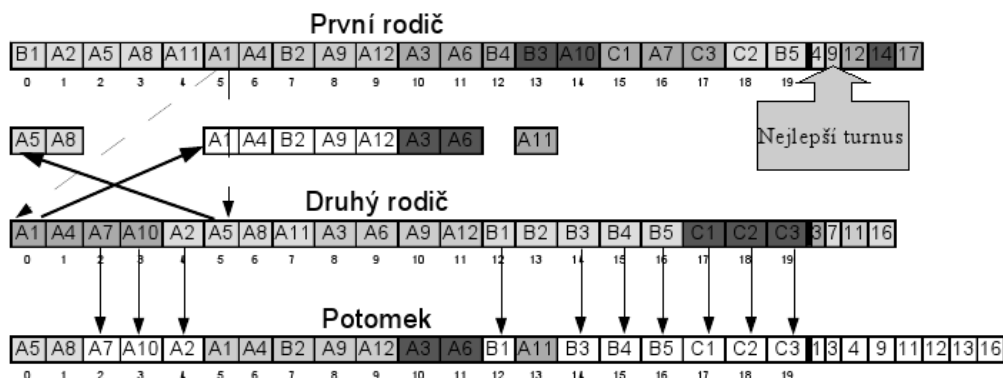 První rodič
B1 A2 A5 A8 A11 A1 A4 B2 A9 A12 A3 A6 B4 B3 A10 C1 A7 C3 C2 B5 4 9 12 14 17
0 1 2 3 4 5 6 7 8 9 10 11 12 13 14 15 16 17 18 19
Nejlepší turnus
A5 A8 A1 A4 B2 A9 A12 A3 A6 A11
Druhý rodič
A1 A4 A7 A10 A2 A5 A8 A11 A3 A6 A9 A12 B1 B2 B3 B4 B5 C1 C2 C3 3 7 11 16
0 1 2 3 4 5 6 7 8 9 10 11 12 13 14 15 16 17 18 19
Potomek
A5 A8 A7 A10 A2 A1 A4 B2 A9 A12 A3 A6 B1 A11 B3 B4 B5 C1 C2 C3 1 3 4 9 11 12 13 16
0 1 2 3 4 5 6 7 8 9 10 11 12 13 14 15 16 17 18 19